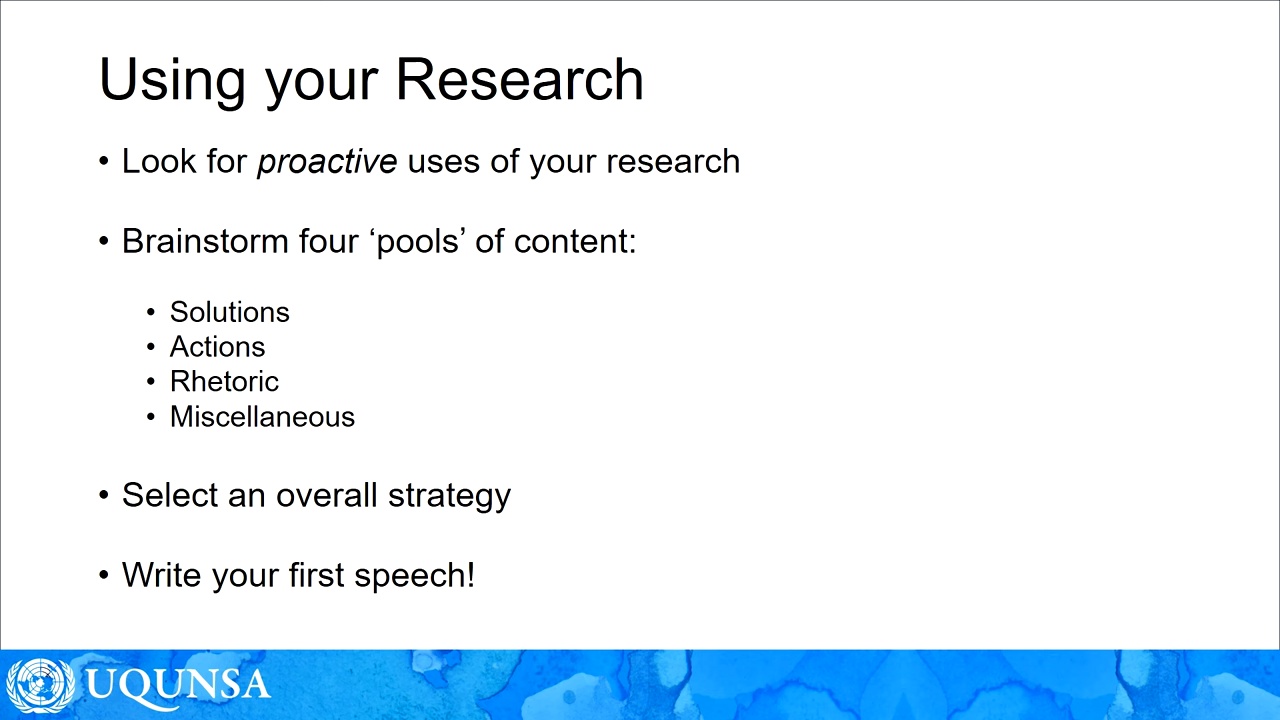 Using your Research
• Look for proactive uses of your research
• Brainstorm four ‘pools’ of content:
• Solutions
• Actions
• Rhetoric
• Miscellaneous
• Select an overall strategy
• Write your first speech!
UQUNSA